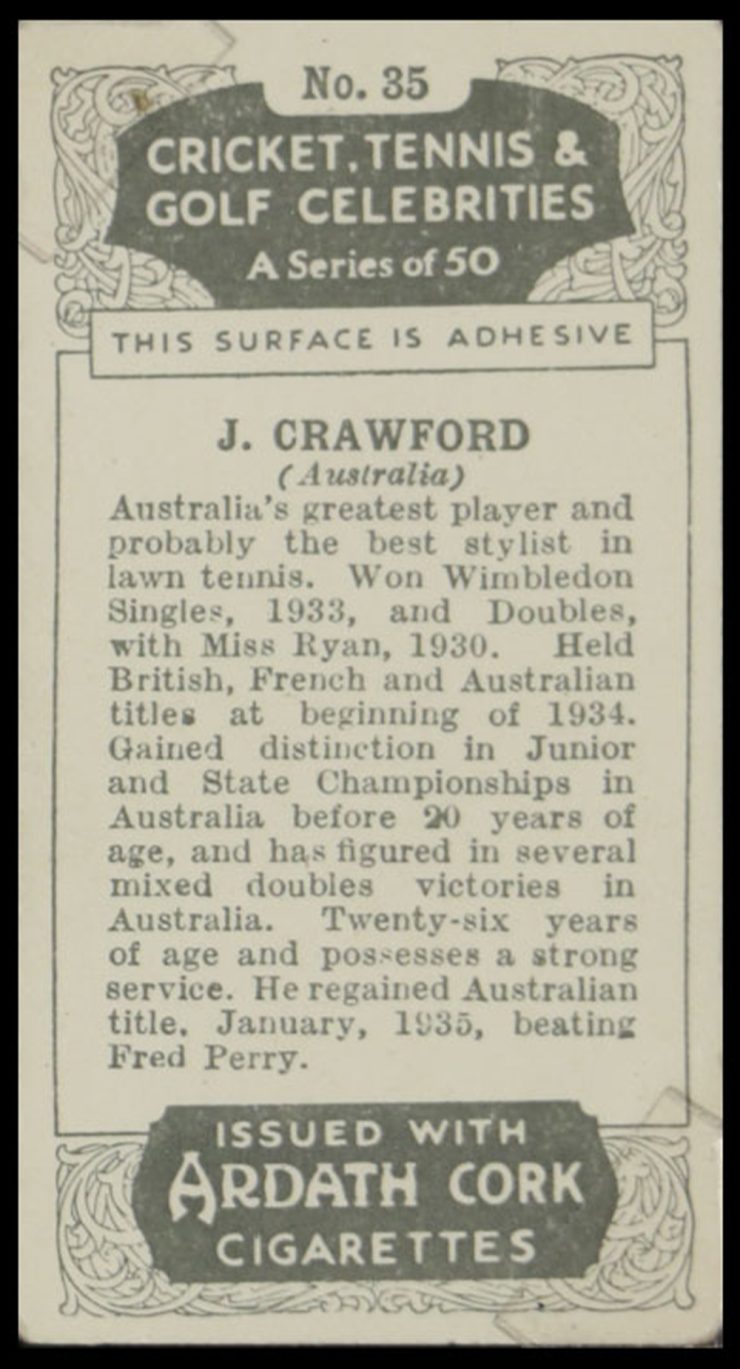 No. 35
CRICKET, TENNIS &
GOLF CELEBRITIES
A Series of 50
THIS SURFACE IS ADHESIVE
J. CRAWFORD
(Australia)
Australia's greatest player and
probably the best stylist in
lawn tennis. Won Wimbledon
Singles, 1933, and Doubles,
with Miss Ryan, 1930. Held
British, French and Australian
titles at beginning of 1934.
Gained distinction in Junior
and State Championships in
Australia before 20 years of
age, and has figured in several
mixed doubles victories in
Australia. Twenty-six years
of age and possesses a strong
service. He regained Australian
title, January, 1935, beating
Fred Perry.
ISSUED WITH
ARDATH CORK
CIGARETTES